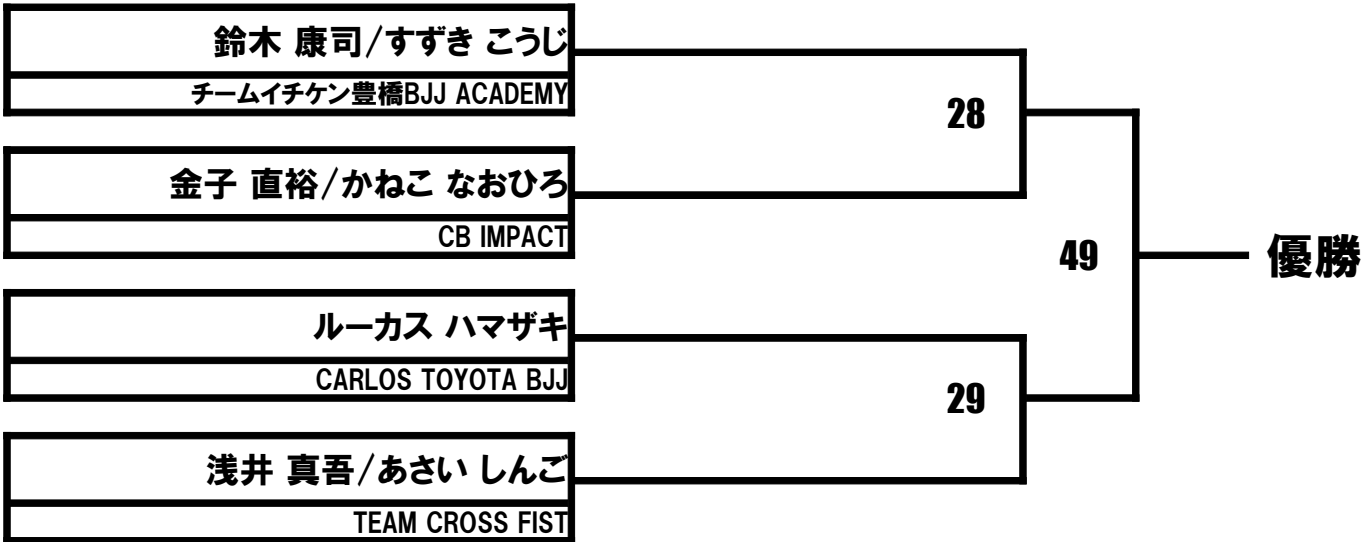 鈴木 康司/すずき こうじ
チームイチケン豊橋BJJ ACADEMY
28
金子 直裕/かねこ なおひろ
CB IMPACT
49
優勝
ルーカス ハマザキ
CARLOS TOYOTA BJJ
29
浅井 真吾/あさい しんご
TEAM CROSS FIST